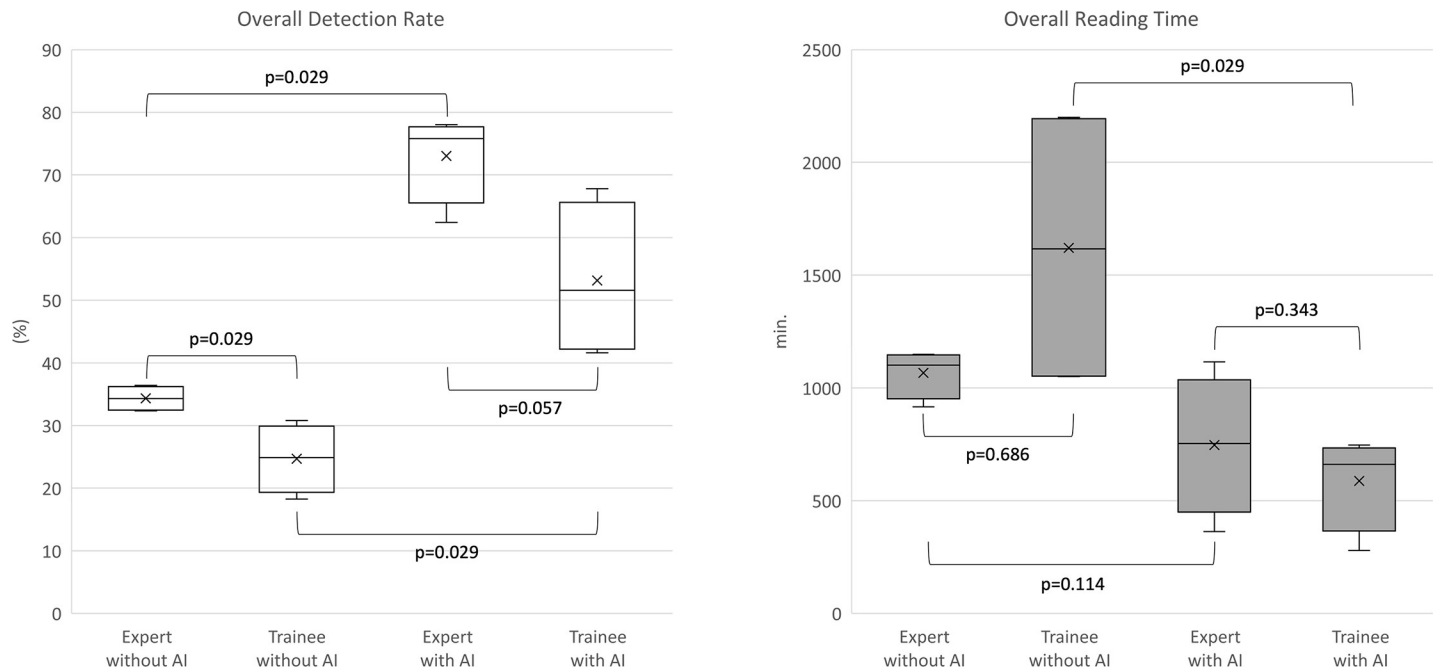 Overall Detection Rate
90
80
70
60
50
40
30
20
10
0
(%)
p=0.029
p=0.029
p=0.057
p=0.029
Expert
without AI
Trainee
without AI
Expert
with AI
Trainee
with AI
Overall Reading Time
2500
2000
1500
1000
500
0
min.
p=0.029
p=0.343
p=0.686
p=0.114
Expert
without AI
Trainee
without AI
Expert
with AI
Trainee
with AI